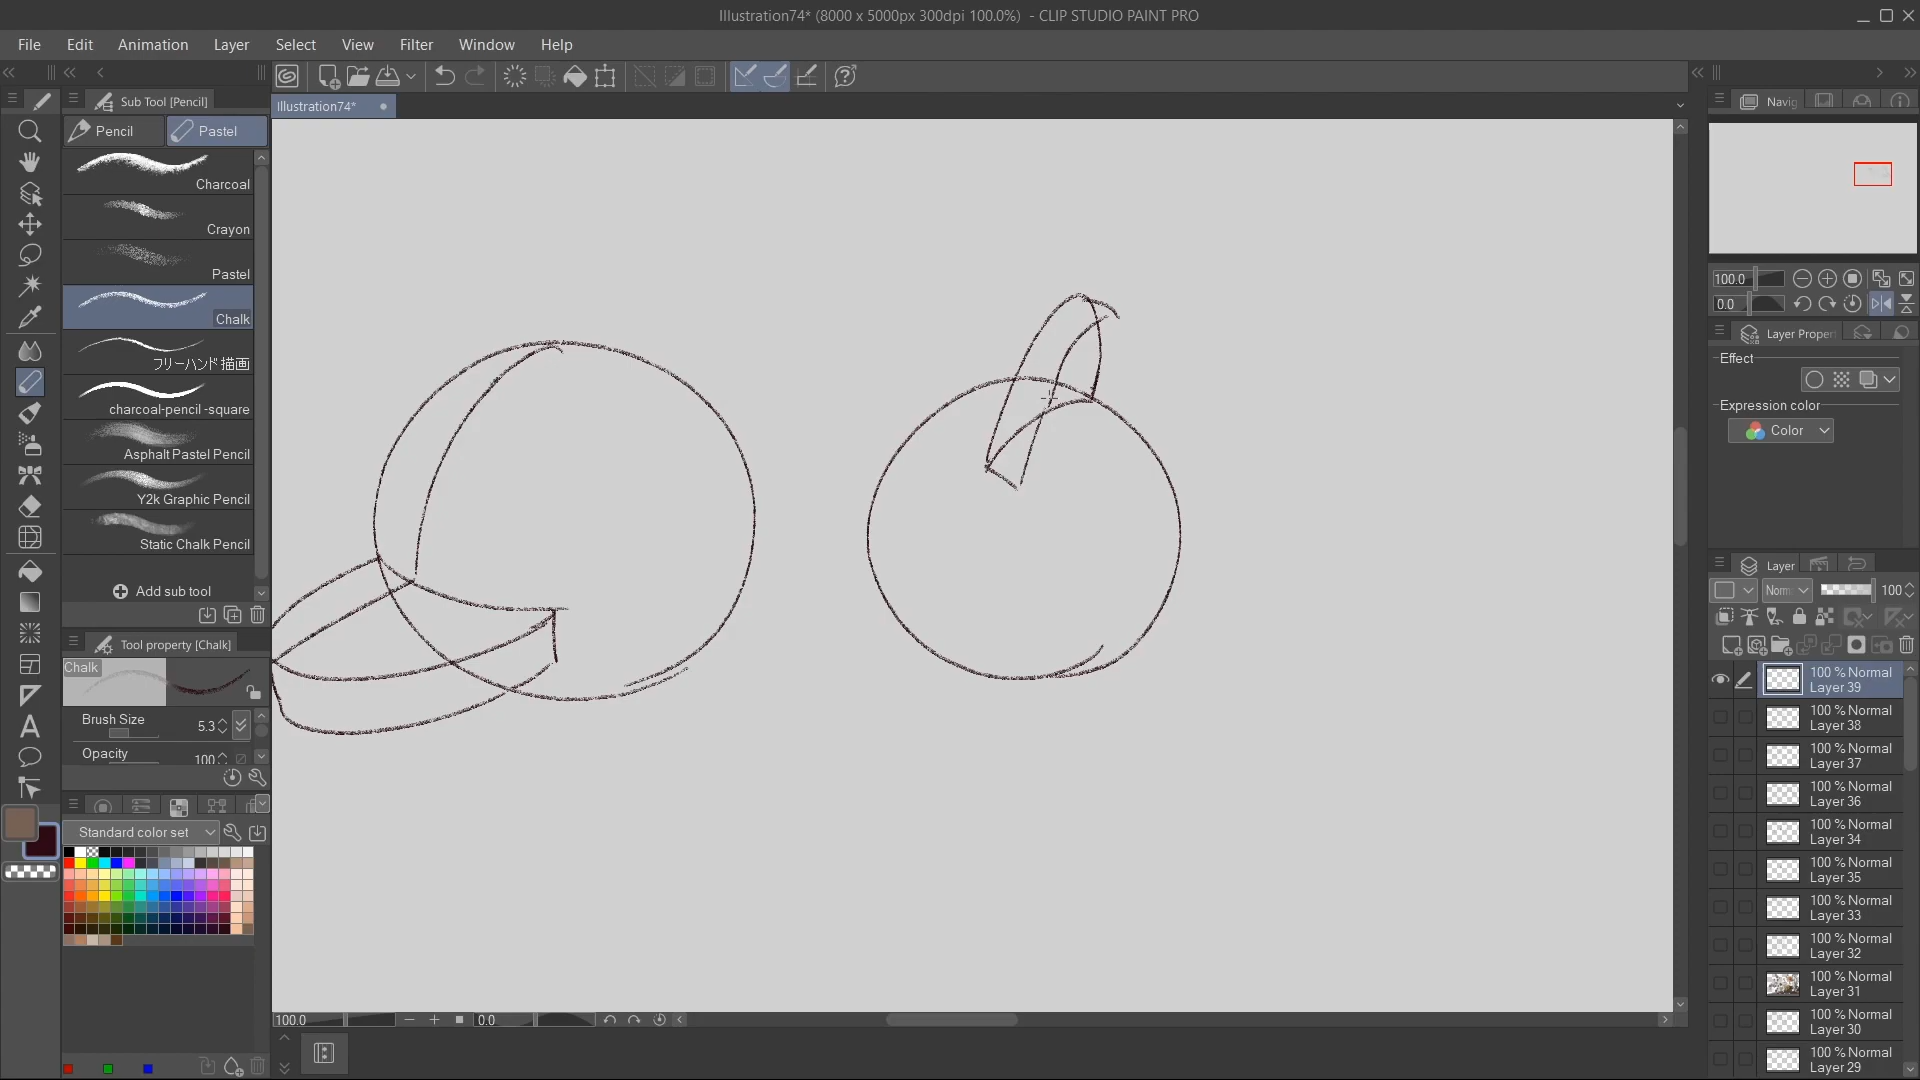 Illustration74* (8000 x 5000px 300dpi 100.0%) - CLIP STUDIO PAINT PRO
File Edit Animation Layer Select View Filter Window Help
Sub Tool [Pencil]
Illustration74*
Navig
Pencil Pastel
Charcoal
Crayon
Pastel
Chalk
フリーハンド描画
charcoal-pencil -square
Asphalt Pastel Pencil
Y2k Graphic Pencil
Static Chalk Pencil
Add sub tool
Tool property [Chalk]
Chalk
Brush Size 5.3
Opacity 100
Standard color set
100.0 0.0
100.0
0.0
Layer Proper
Effect
Expression color
Color
Layer
Norm 100
100 % Normal
Layer 39
100 % Normal
Layer 38
100 % Normal
Layer 37
100 % Normal
Layer 36
100 % Normal
Layer 34
100 % Normal
Layer 35
100 % Normal
Layer 33
100 % Normal
Layer 32
100 % Normal
Layer 31
100 % Normal
Layer 30
100 % Normal
Layer 29